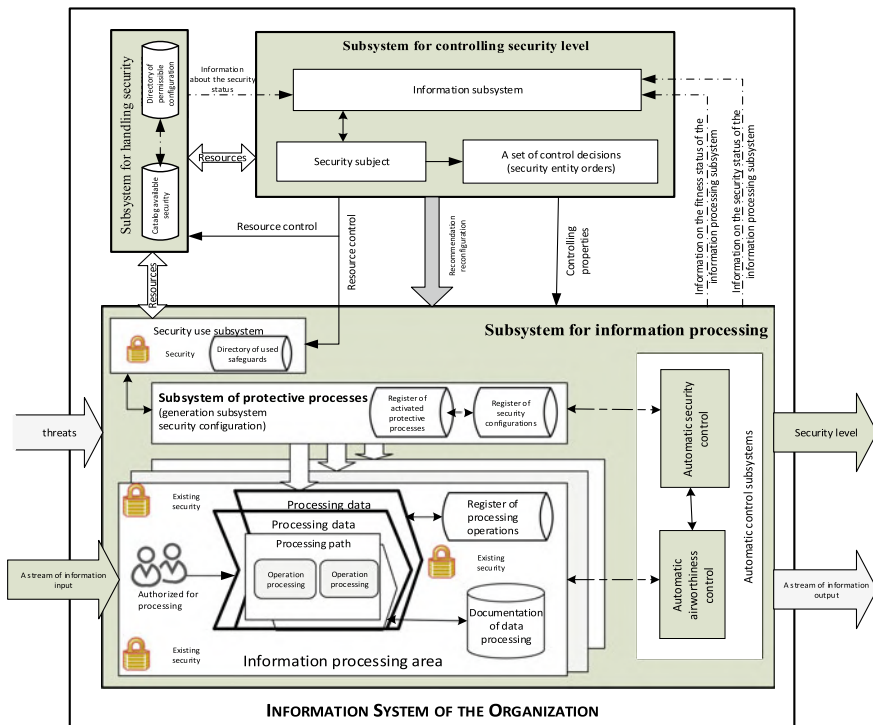 Subsystem for handling security
Directory of
permissible
configuration
Catalog available
security
Information
about the security
status
Subsystem for controlling security level
Information subsystem
Security subject
A set of control decisions
(security entity orders)
Resources
Resource control
Resource control
Recommendation
reconfiguration
Controlling
properties
Information on the fitness status of the
information processing subsystem
Information on the security status of the
information processing subsystem
Resources
Security use subsystem
Security
Directory of used
safeguards
Subsystem for information processing
Subsystem of protective processes
(generation subsystem
security configuration)
Register of
activated
protective
processes
Register of
security
configurations
Automatic security
control
Automatic
airworthiness
control
Automatic control subsystems
threats
Security level
Existing
security
Processing data
Processing data
Processing path
Operation
processing
Operation
processing
Register of
processing
operations
Existing
security
Authorized for
processing
Documentation
of data
processing
Existing
security
Information processing area
A stream of information
input
A stream of information
output
INFORMATION SYSTEM OF THE ORGANIZATION